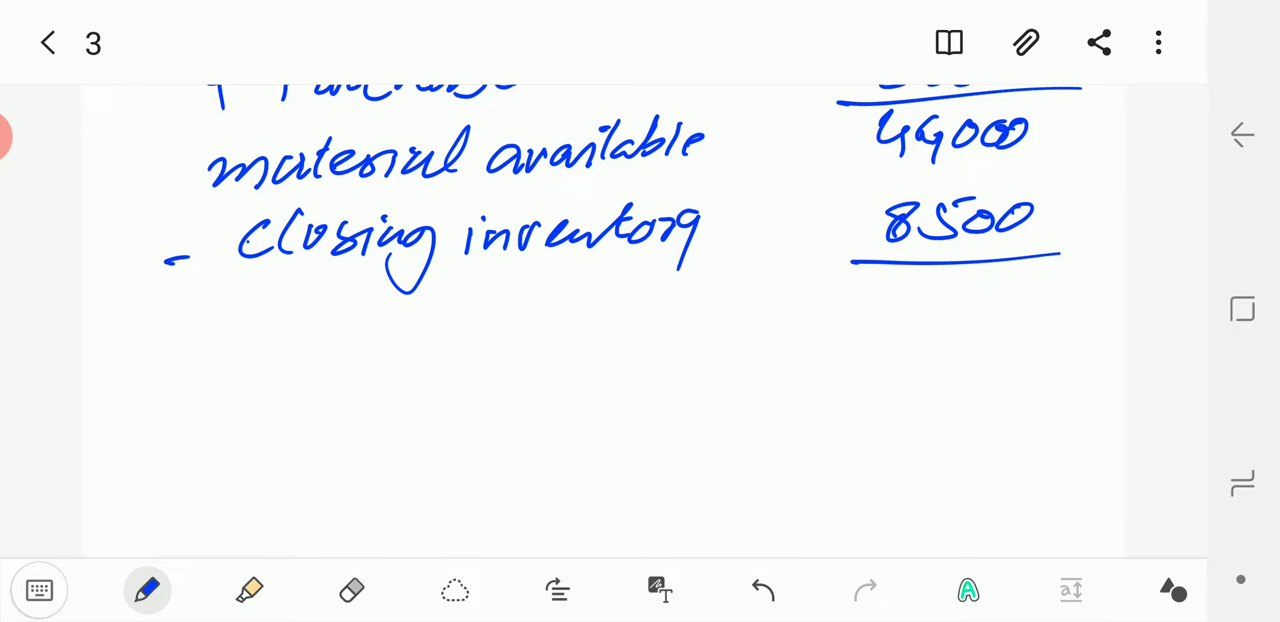 3
material available 44000
- closing inventory 8500